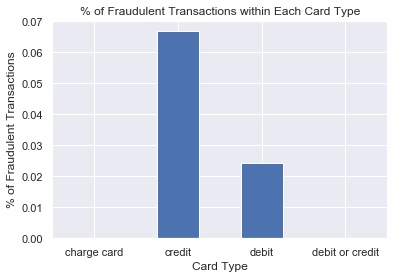 % of Fraudulent Transactions within Each Card Type
% of Fraudulent Transactions
0.07
0.06
0.05
0.04
0.03
0.02
0.01
0.00
charge card
credit
debit
debit or credit
Card Type